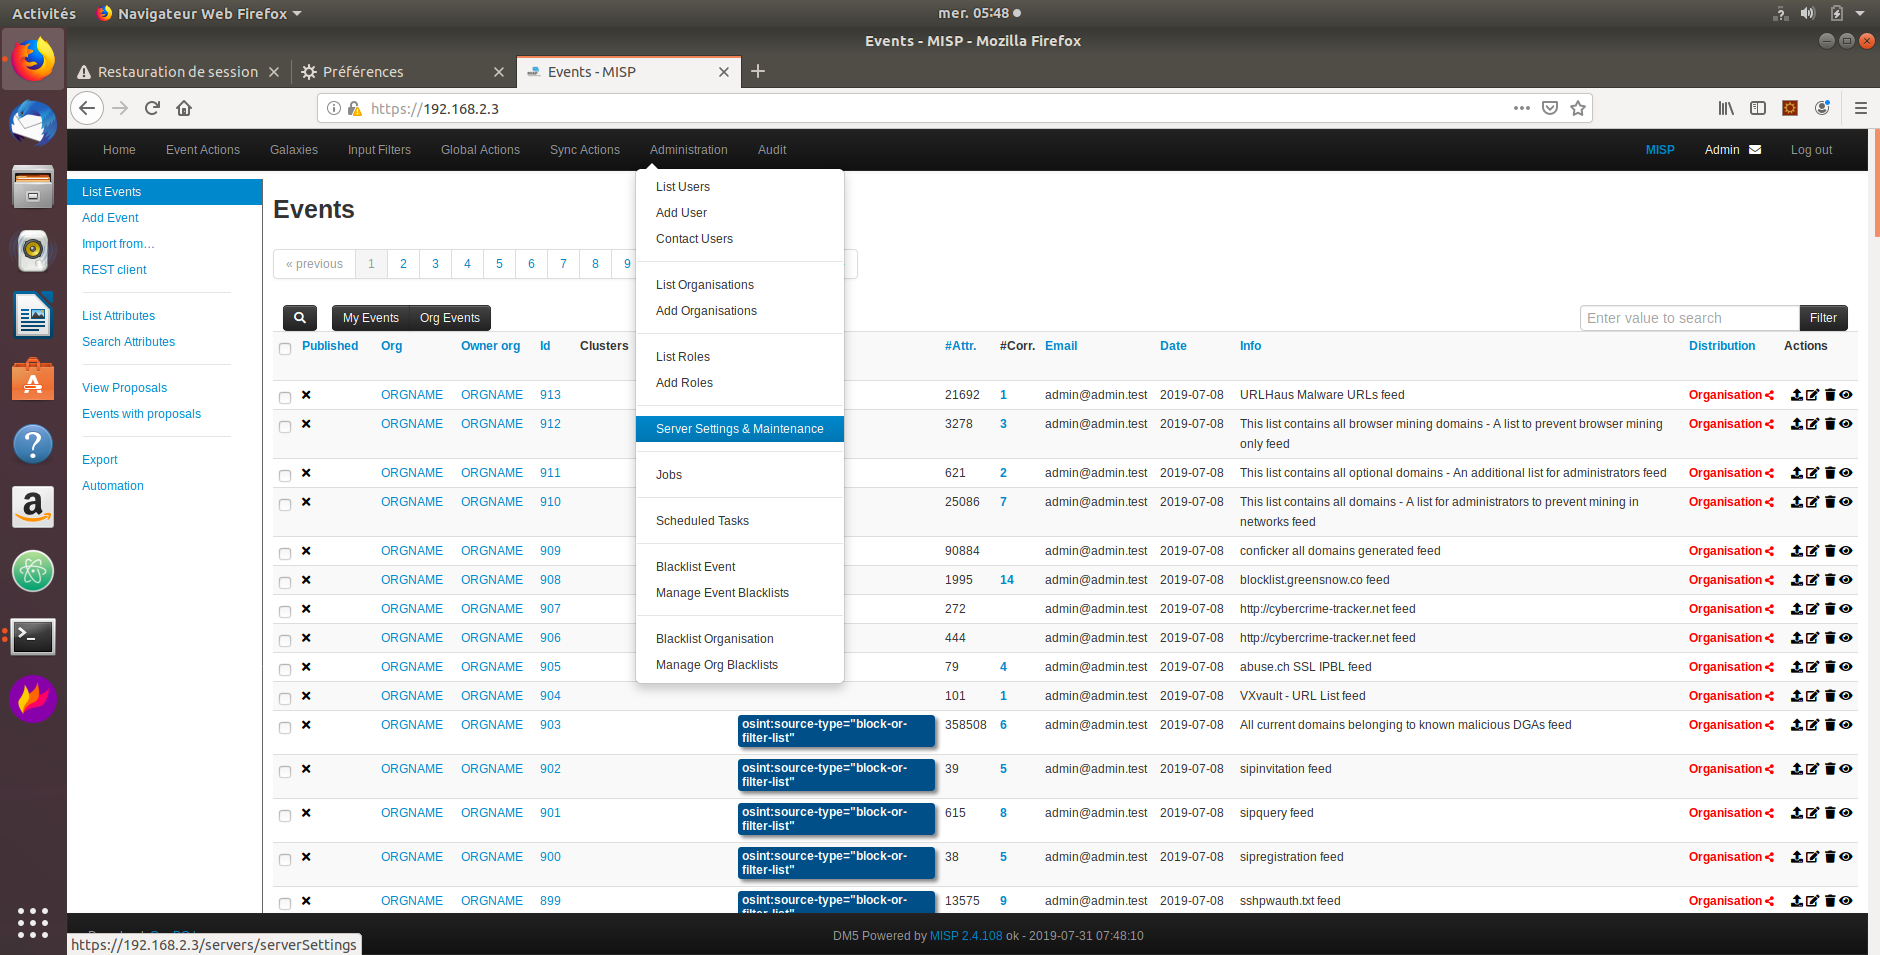 Activités Navigateur Web Firefox mer. 05:48
Events - MISP - Mozilla Firefox
Restauration de session Préférences Events - MISP
https://192.168.2.3
Home Event Actions Galaxies Input Filters Global Actions Sync Actions Administration Audit MISP Admin Log out
List Events
Add Event
Import from…
REST client
List Attributes
Search Attributes
View Proposals
Events with proposals
Export
Automation
List Users
Add User
Contact Users
List Organisations
Add Organisations
List Roles
Add Roles
Server Settings & Maintenance
Jobs
Scheduled Tasks
Blacklist Event
Manage Event Blacklists
Blacklist Organisation
Manage Org Blacklists
Events
« previous 1 2 3 4 5 6 7 8 9
My Events Org Events Enter value to search Filter
Published Org Owner org Id Clusters #Attr. #Corr. Email Date Info Distribution Actions
ORGNAME ORGNAME 913 21692 1 admin@admin.test 2019-07-08 URLHaus Malware URLs feed Organisation
ORGNAME ORGNAME 912 3278 3 admin@admin.test 2019-07-08 This list contains all browser mining domains - A list to prevent browser mining Organisation
only feed
ORGNAME ORGNAME 911 621 2 admin@admin.test 2019-07-08 This list contains all optional domains - An additional list for administrators feed Organisation
ORGNAME ORGNAME 910 25086 7 admin@admin.test 2019-07-08 This list contains all domains - A list for administrators to prevent mining in Organisation
networks feed
ORGNAME ORGNAME 909 90884 admin@admin.test 2019-07-08 conficker all domains generated feed Organisation
ORGNAME ORGNAME 908 1995 14 admin@admin.test 2019-07-08 blocklist.greensnow.co feed Organisation
ORGNAME ORGNAME 907 272 admin@admin.test 2019-07-08 http://cybercrime-tracker.net feed Organisation
ORGNAME ORGNAME 906 444 admin@admin.test 2019-07-08 http://cybercrime-tracker.net feed Organisation
ORGNAME ORGNAME 905 79 4 admin@admin.test 2019-07-08 abuse.ch SSL IPBL feed Organisation
ORGNAME ORGNAME 904 101 1 admin@admin.test 2019-07-08 VXvault - URL List feed Organisation
ORGNAME ORGNAME 903 osint:source-type="block-or- 358508 6 admin@admin.test 2019-07-08 All current domains belonging to known malicious DGAs feed Organisation
filter-list"
ORGNAME ORGNAME 902 osint:source-type="block-or- 39 5 admin@admin.test 2019-07-08 sipinvitation feed Organisation
filter-list"
ORGNAME ORGNAME 901 osint:source-type="block-or- 615 8 admin@admin.test 2019-07-08 sipquery feed Organisation
filter-list"
ORGNAME ORGNAME 900 osint:source-type="block-or- 38 5 admin@admin.test 2019-07-08 sipregistration feed Organisation
filter-list"
ORGNAME ORGNAME 899 osint:source-type="block-or- 13575 9 admin@admin.test 2019-07-08 sshpwauth.txt feed Organisation
DM5 Powered by MISP 2.4.108 ok - 2019-07-31 07:48:10
https://192.168.2.3/servers/serverSettings